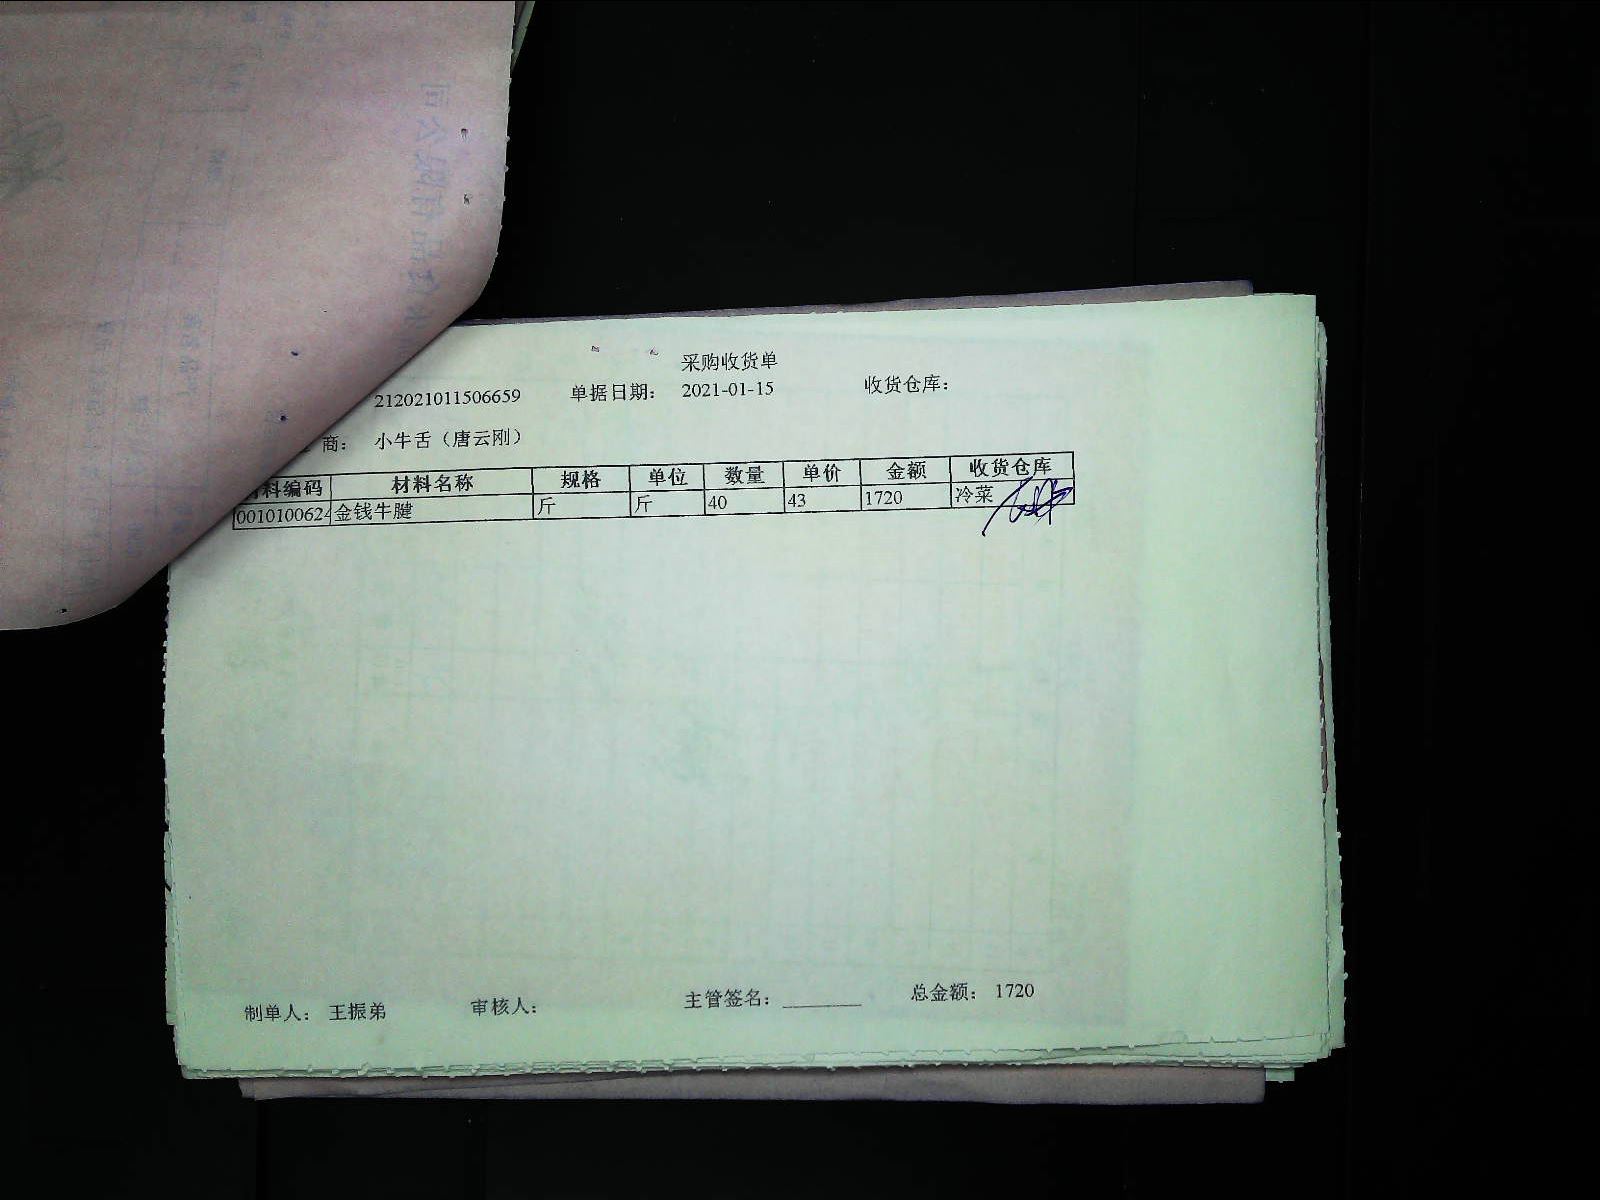 采购收货单
212021011506659 单据日期： 2021-01-15 收货仓库：
商： 小牛舌（唐云刚）
料编码 材料名称 规格 单位 数量 单价 金额 收货仓库
0010100624 金钱牛腱 斤 斤 40 43 1720 冷菜
制单人： 王振弟 审核人： 主管签名：________ 总金额： 1720